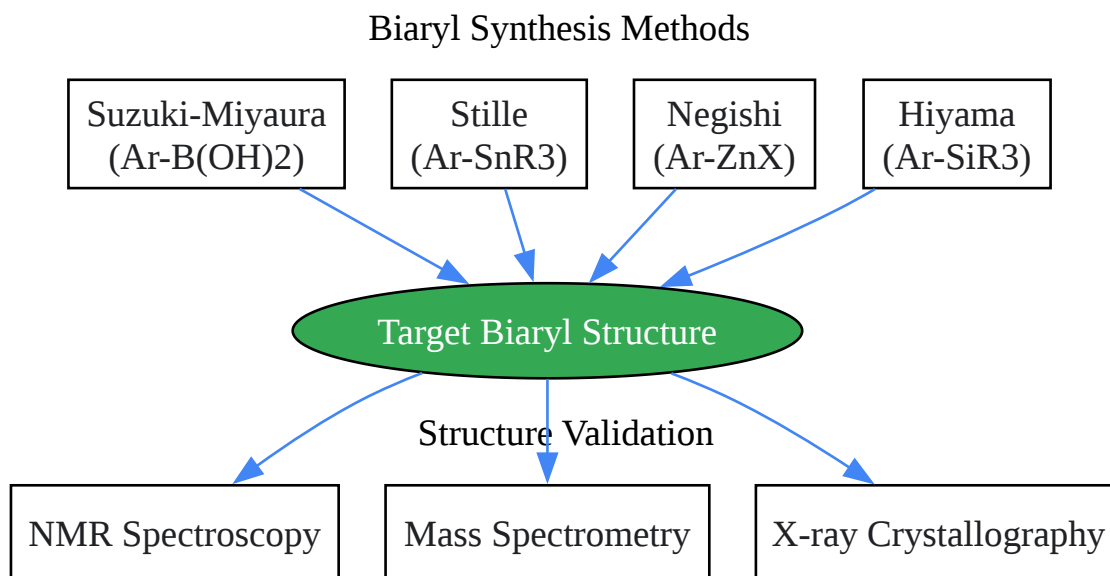 Biaryl Synthesis Methods
Suzuki-Miyaura
(Ar-B(OH)2)
Stille
(Ar-SnR3)
Negishi
(Ar-ZnX)
Hiyama
(Ar-SiR3)
Target Biaryl Structure
Structure Validation
NMR Spectroscopy
Mass Spectrometry
X-ray Crystallography